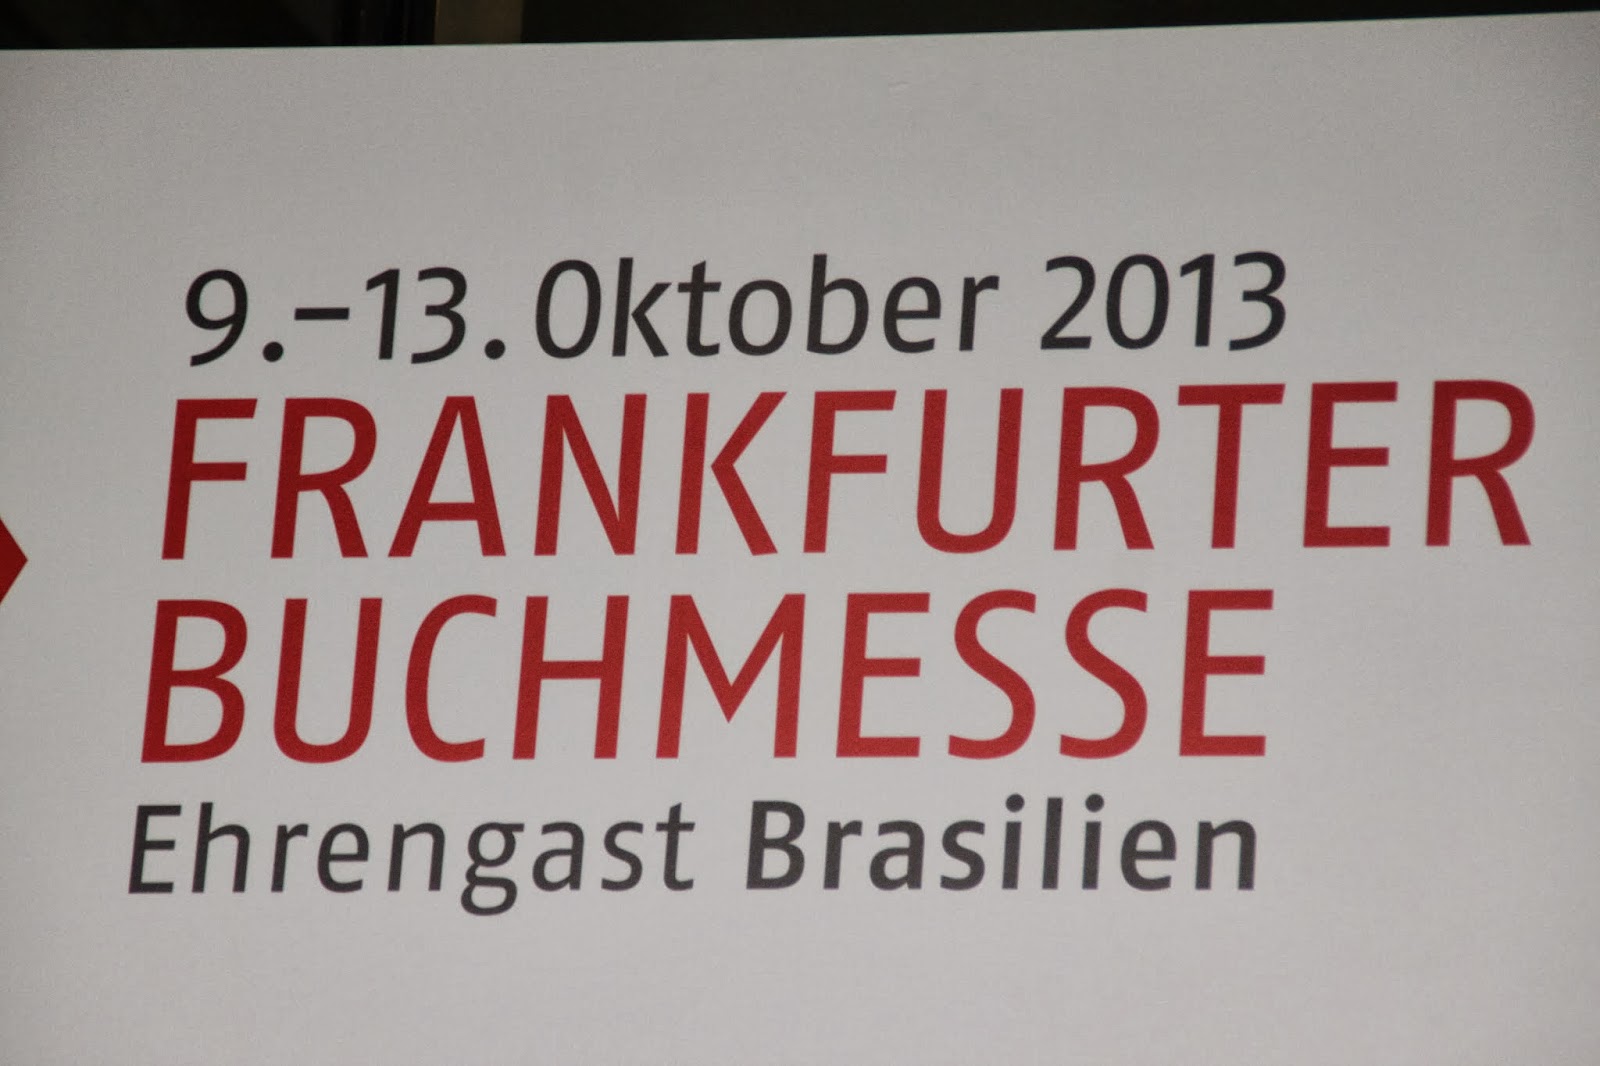 9.–13. Oktober 2013
FRANKFURTER
BUCHMESSE
Ehrengast Brasilien